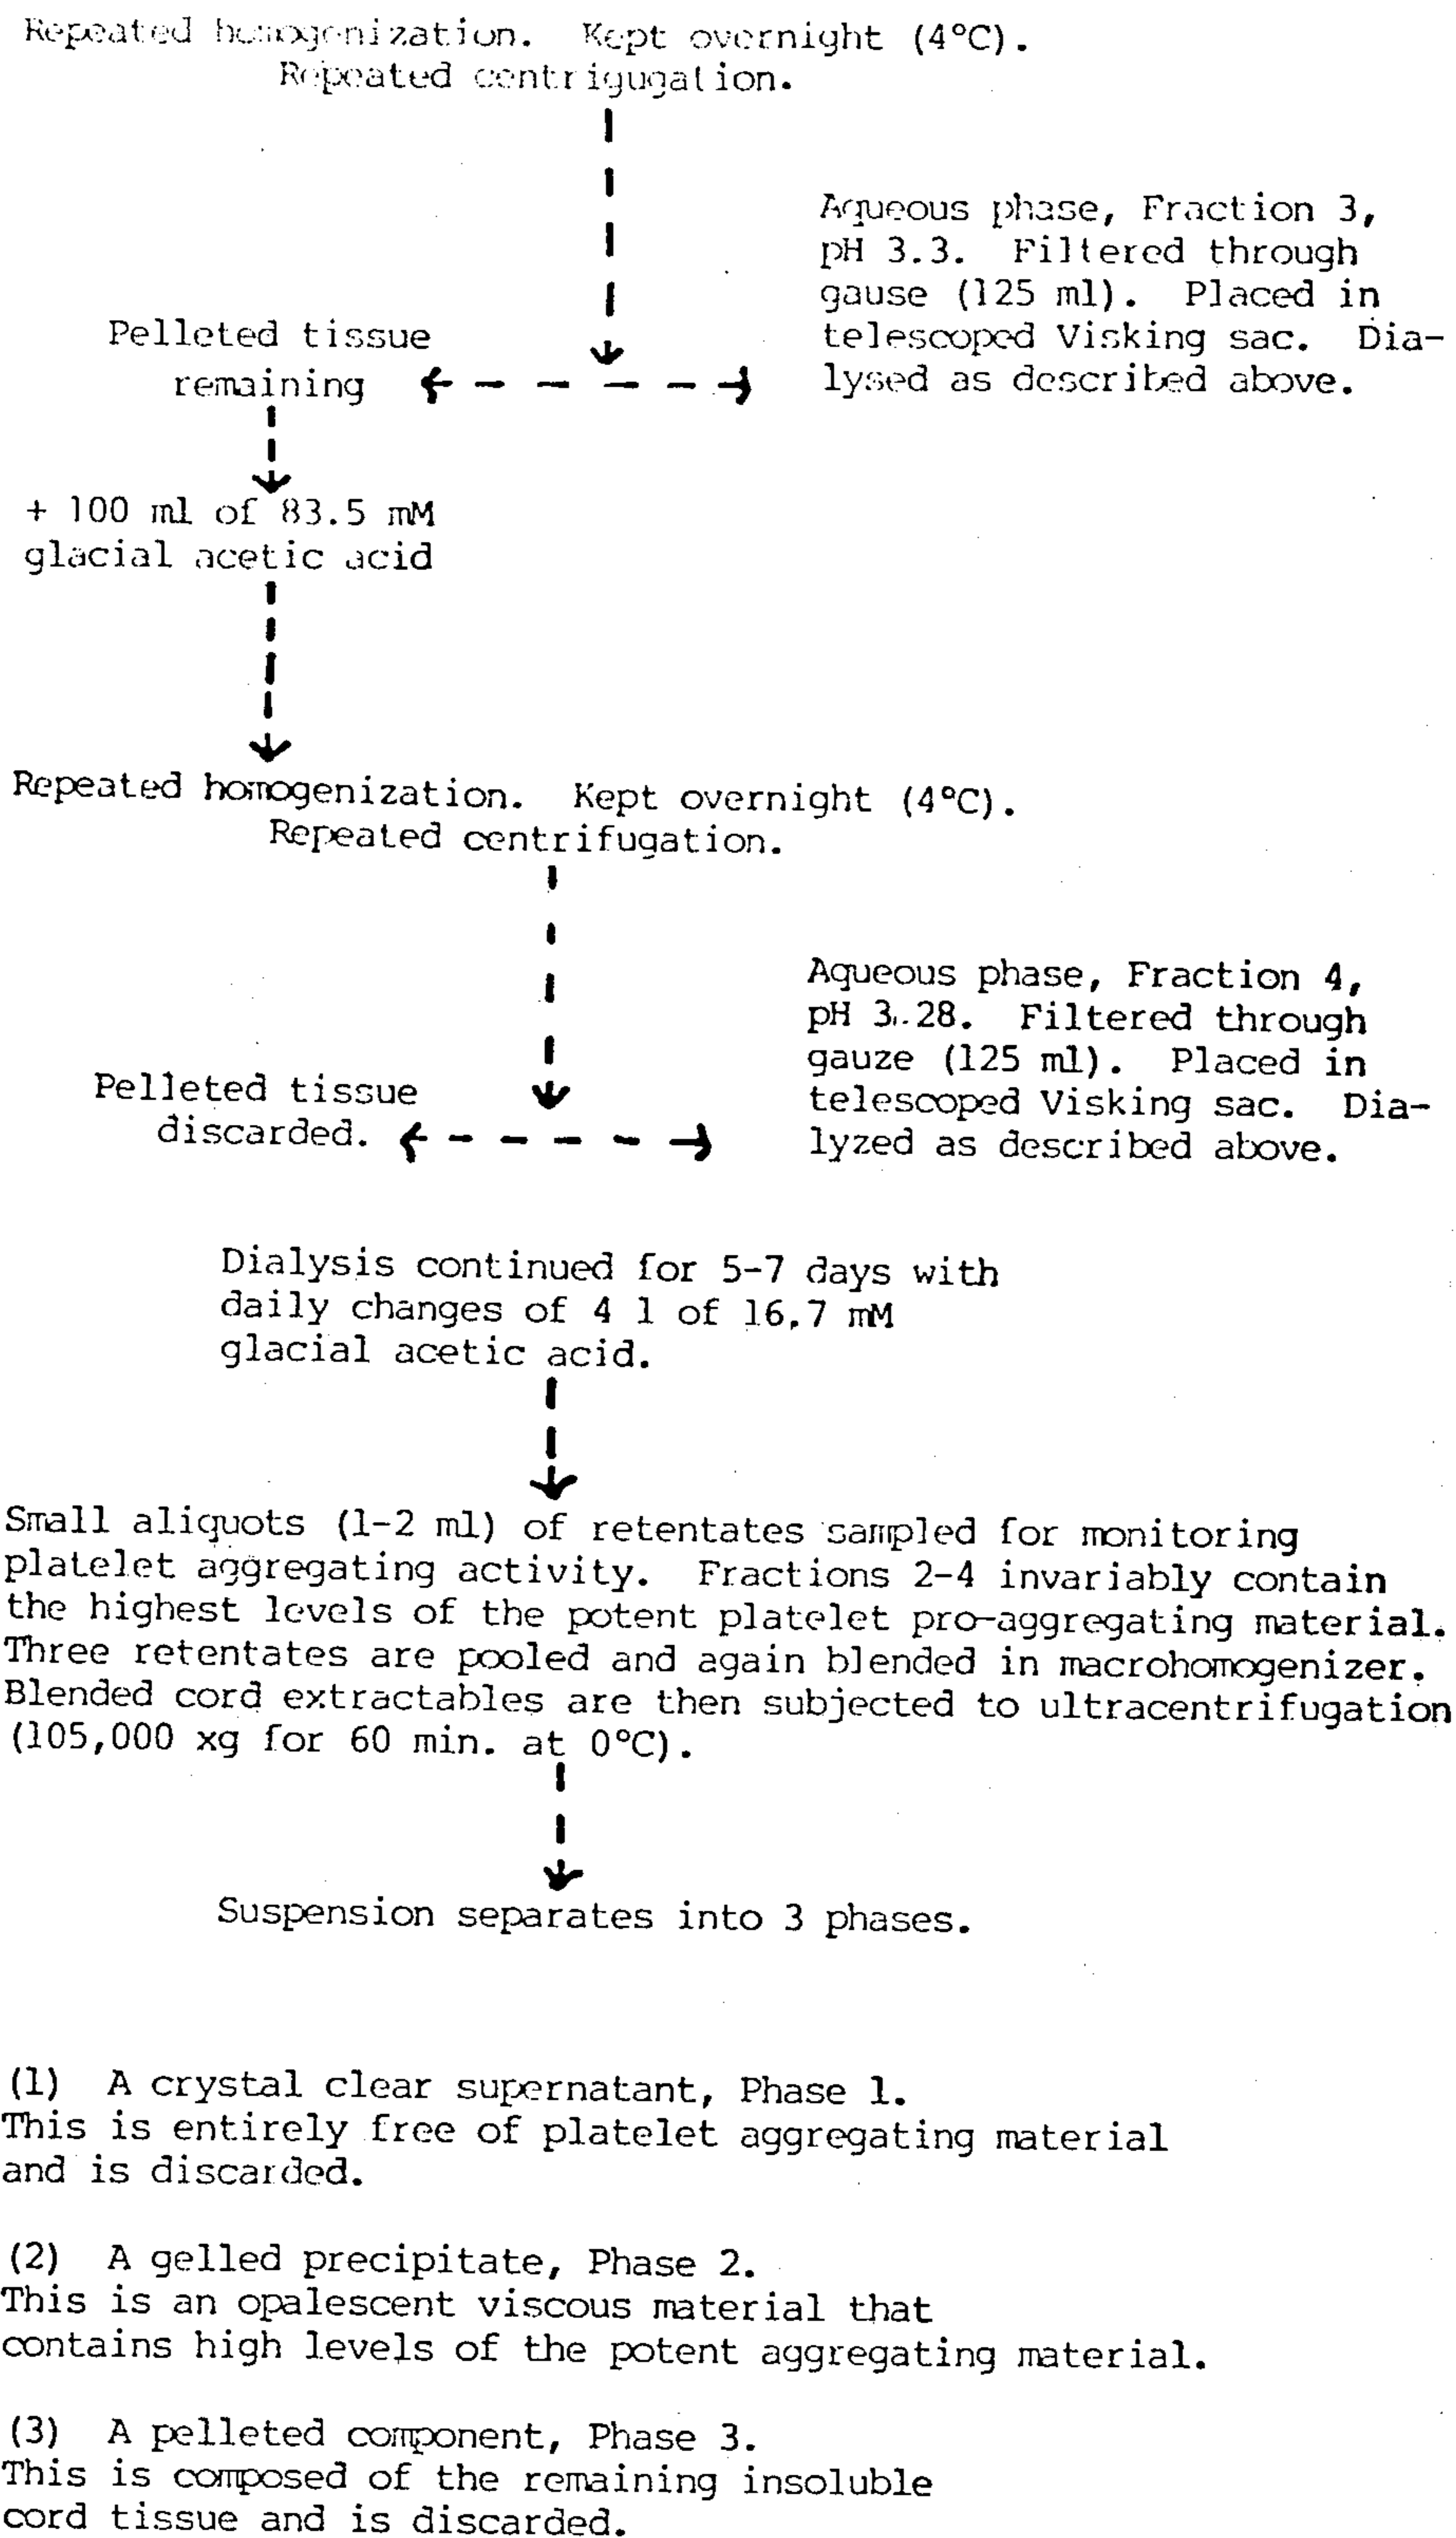 Repeated homogenization.  Kept overnight (4°C).
Repeated centrigugation.
Aqueous phase, Fraction 3,
pH 3.3.  Filtered through
gause (125 ml).  Placed in
telescoped Visking sac.  Dia-
lysed as described above.
Pelleted tissue
remaining
+ 100 ml of 83.5 mM
glacial acetic acid
Repeated homogenization.  Kept overnight (4°C).
Repeated centrifugation.
Aqueous phase, Fraction 4,
pH 3.28.  Filtered through
gauze (125 ml).  Placed in
telescoped Visking sac.  Dia-
lyzed as described above.
Pelleted tissue
discarded.
Dialysis continued for 5-7 days with
daily changes of 4 l of 16.7 mM
glacial acetic acid.
Small aliquots (1-2 ml) of retentates sampled for monitoring
platelet aggregating activity.  Fractions 2-4 invariably contain
the highest levels of the potent platelet pro-aggregating material.
Three retentates are pooled and again blended in macrohomogenizer.
Blended cord extractables are then subjected to ultracentrifugation
(105,000 xg for 60 min. at 0°C).
Suspension separates into 3 phases.
(1)  A crystal clear supernatant, Phase 1.
This is entirely free of platelet aggregating material
and is discarded.
(2)  A gelled precipitate, Phase 2.
This is an opalescent viscous material that
contains high levels of the potent aggregating material.
(3)  A pelleted component, Phase 3.
This is composed of the remaining insoluble
cord tissue and is discarded.